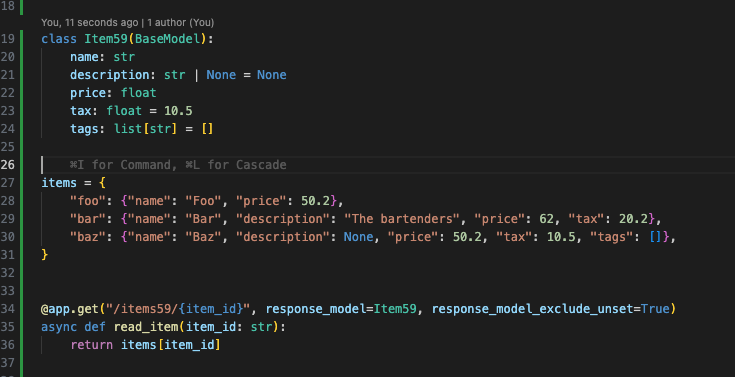 18
You, 11 seconds ago | 1 author (You)
19 class Item59(BaseModel):
20     name: str
21     description: str | None = None
22     price: float
23     tax: float = 10.5
24     tags: list[str] = []
25
26     ⌘I for Command, ⌘L for Cascade
27 items = {
28     "foo": {"name": "Foo", "price": 50.2},
29     "bar": {"name": "Bar", "description": "The bartenders", "price": 62, "tax": 20.2},
30     "baz": {"name": "Baz", "description": None, "price": 50.2, "tax": 10.5, "tags": []},
31 }
32
33
34 @app.get("/items59/{item_id}", response_model=Item59, response_model_exclude_unset=True)
35 async def read_item(item_id: str):
36     return items[item_id]
37